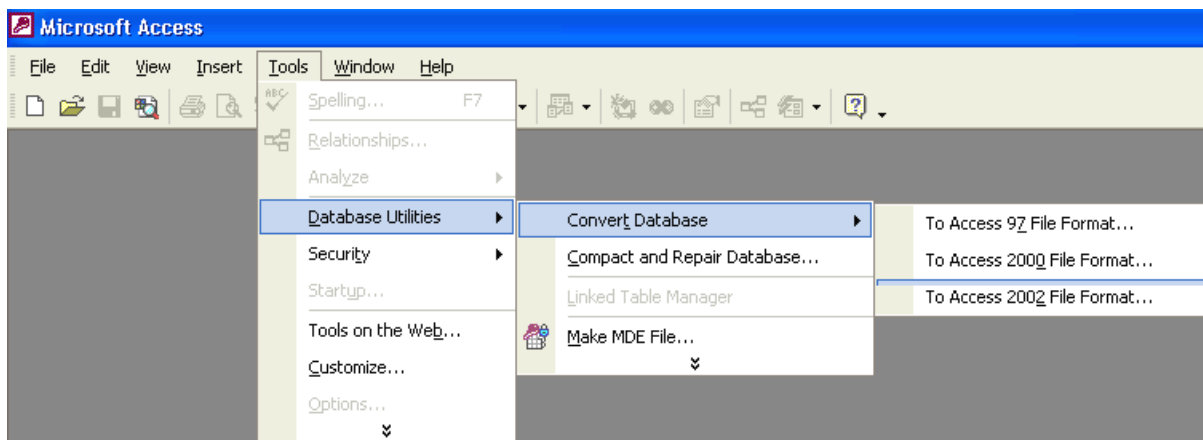 Microsoft Access
File Edit View Insert Tools Window Help
Spelling... F7
Relationships...
Analyze
Database Utilities
Convert Database
To Access 97 File Format...
Security
Compact and Repair Database...
To Access 2000 File Format...
Startup...
Linked Table Manager
To Access 2002 File Format...
Tools on the Web...
Make MDE File...
Customize...
Options...